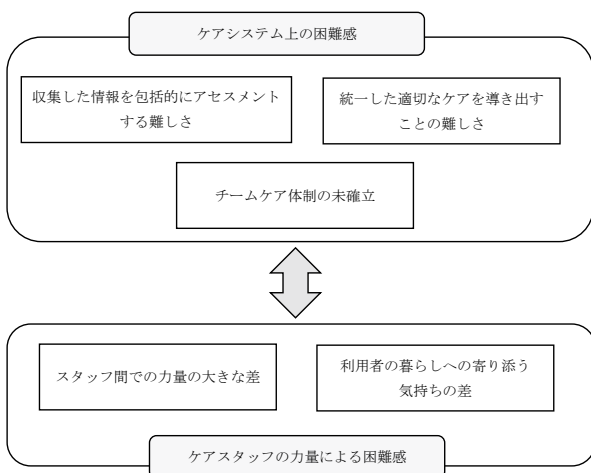 ケアシステム上の困難感
収集した情報を包括的にアセスメント
する難しさ
統一した適切なケアを導き出す
ことの難しさ
チームケア体制の未確立
スタッフ間での力量の大きな差
利用者の暮らしへの寄り添う
気持ちの差
ケアスタッフの力量による困難感